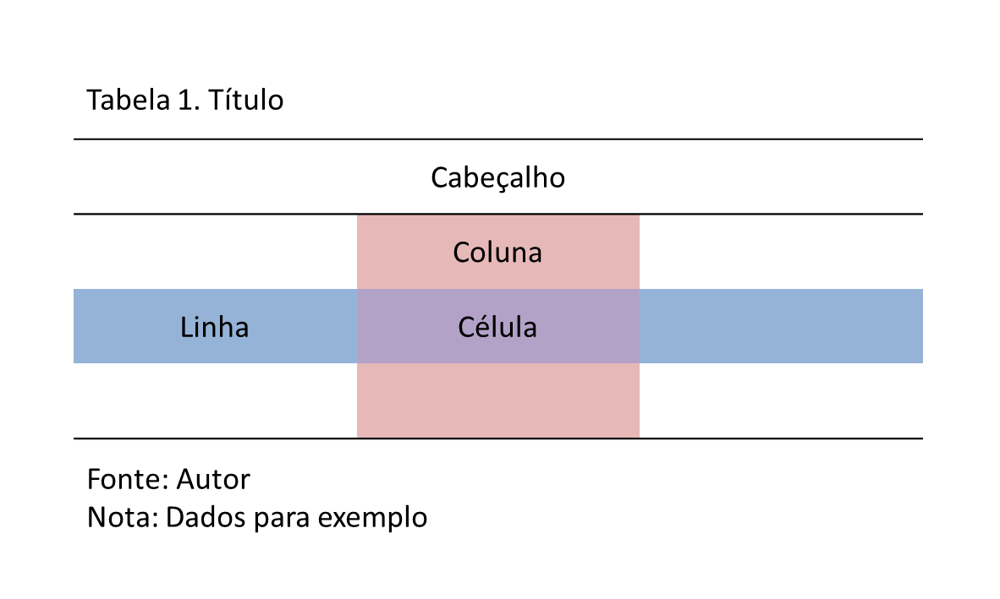 Tabela 1. Título
Cabeçalho
Coluna
Linha Célula
Fonte: Autor
Nota: Dados para exemplo